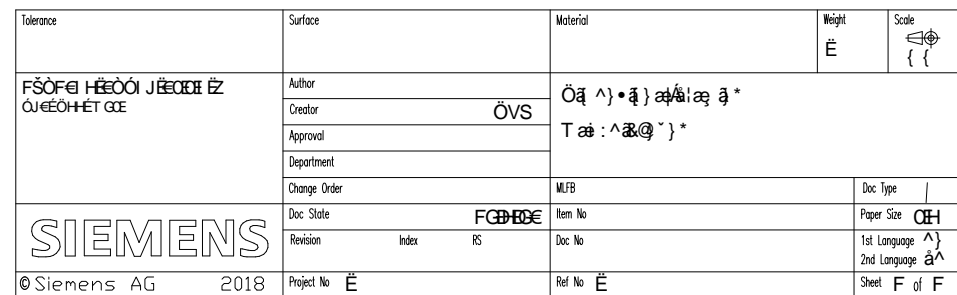 Tolerance
Surface
Material
Weight
Ë
Scale
{ {
Author
Creator ÖVS
Approval
Department
Change Order
MLFB
Doc Type /
SIEMENS
Doc State
Item No
Paper Size
Revision Index RS
Doc No
1st Language ^}
2nd Language å^
© Siemens AG 2018
Project No Ë
Ref No Ë
Sheet F of F